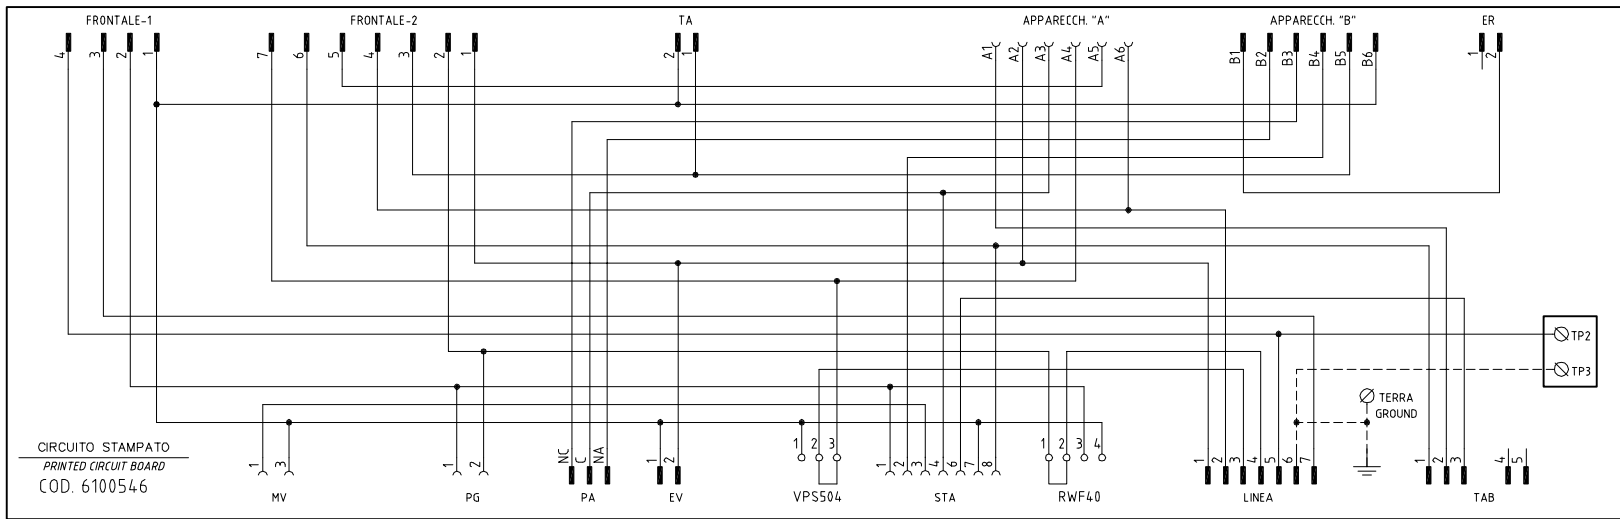 FRONTALE-1 FRONTALE-2 TA APPARECCH. "A" APPARECCH. "B" ER
4 3 2 1 7 6 5 4 3 2 1 2 1 A1 A2 A3 A4 A5 A6 B1 B2 B3 B4 B5 B6 1 2
TP2
TP3
TERRA
GROUND
CIRCUITO STAMPATO
PRINTED CIRCUIT BOARD
COD. 6100546
1 3 1 2 NC C NA 1 2 1 2 3 1 2 3 4 6 7 8 1 2 3 4 1 2 3 4 5 6 7 1 2 3 4 5
MV PG PA EV VPS504 STA RWF40 LINEA TAB